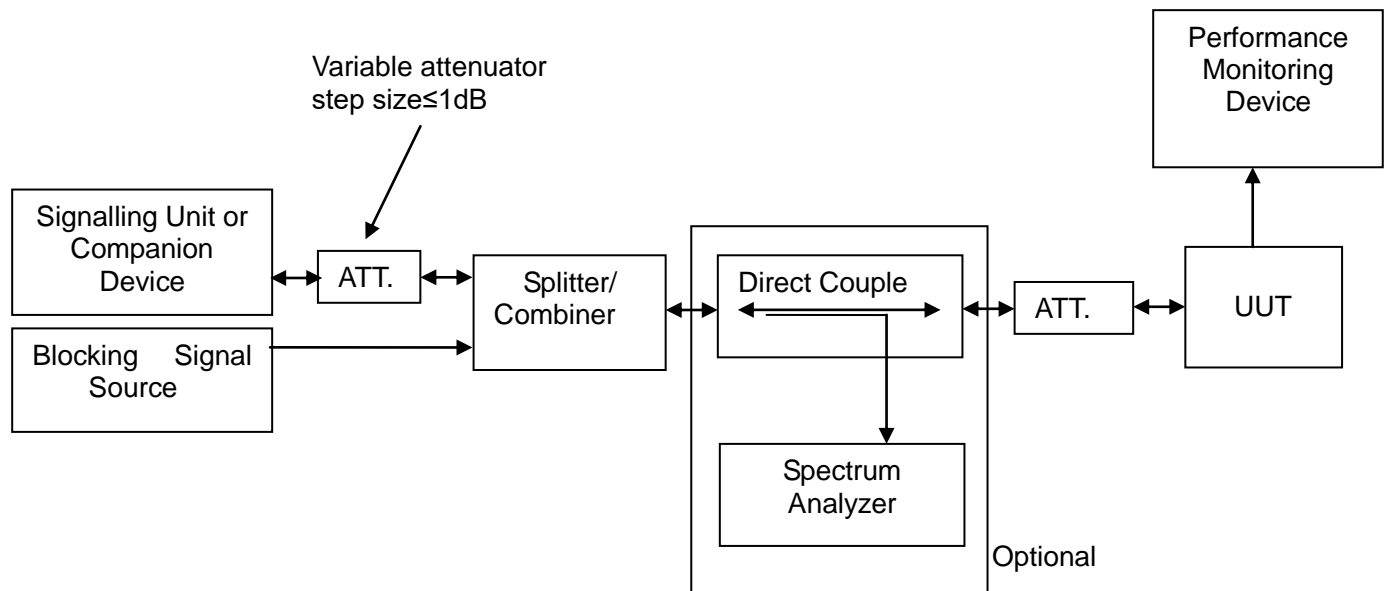 Performance
Monitoring
Device
Variable attenuator
step size≤1dB
Signalling Unit or
Companion
Device
ATT.
Splitter/
Combiner
Direct Couple
ATT.
UUT
Blocking Signal
Source
Spectrum
Analyzer
Optional